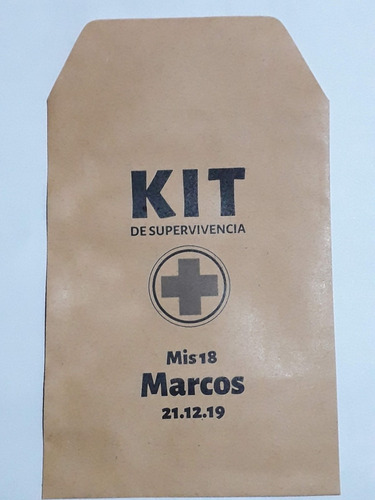 KIT
DE SUPERVIVENCIA
Mis 18
Marcos
21.12.19